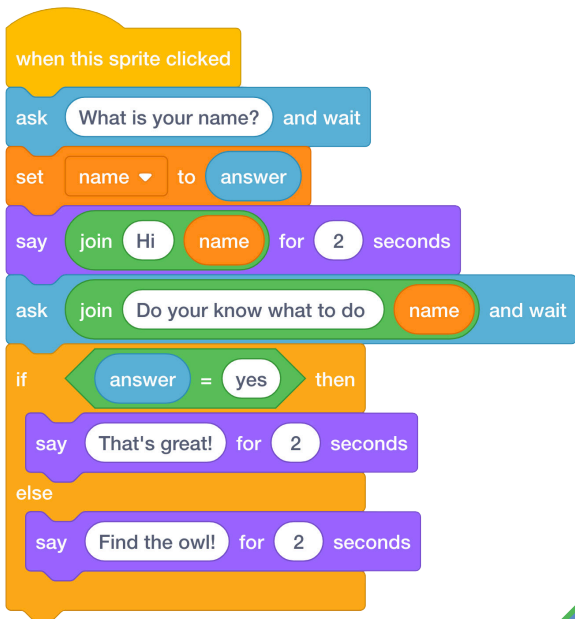 when this sprite clicked
ask What is your name? and wait
set name to answer
say join Hi name for 2 seconds
ask join Do your know what to do name and wait
if answer = yes then
say That's great! for 2 seconds
else
say Find the owl! for 2 seconds